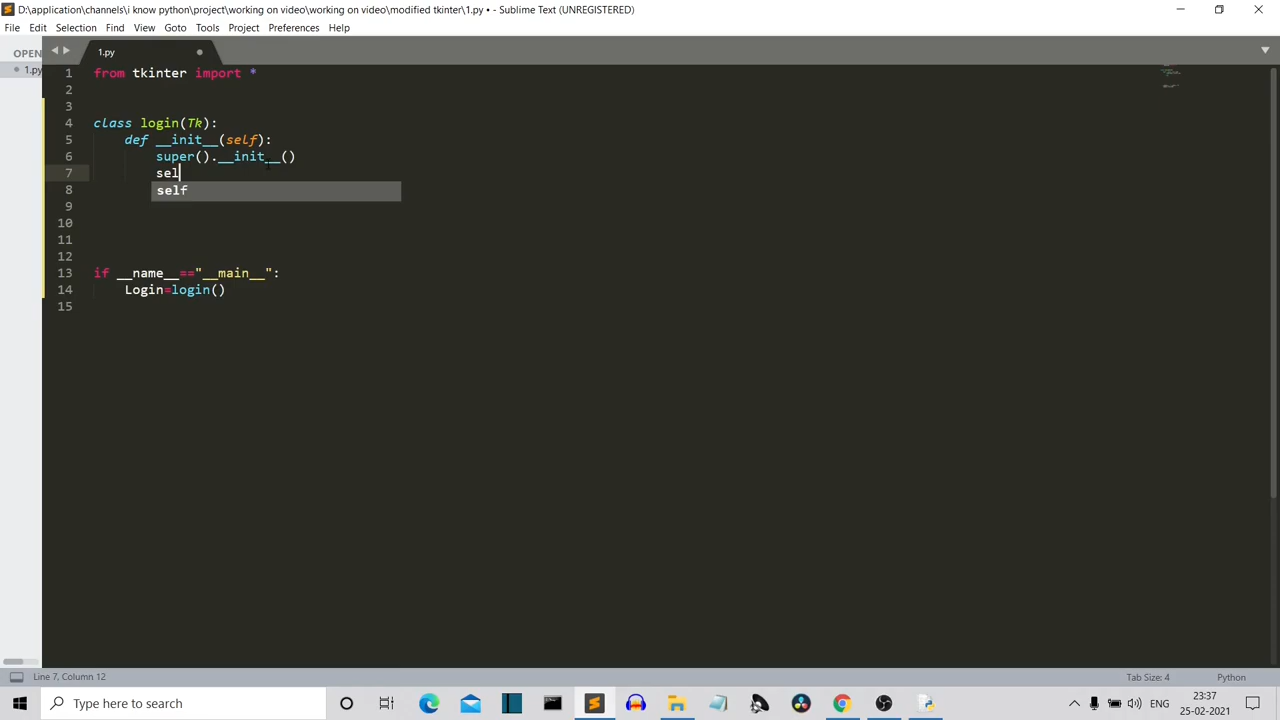 D:\application\channels\i know python\project\working on video\working on video\modified tkinter\1.py • - Sublime Text (UNREGISTERED)
File Edit Selection Find View Goto Tools Project Preferences Help
OPEN
1.py
1.py
1 from tkinter import *
2
3
4 class login(Tk):
5 def __init__(self):
6 super().__init__()
7 sel
8 self
9
10
11
12
13 if __name__=="__main__":
14 Login=login()
15
Line 7, Column 12
Tab Size: 4
Python
Type here to search
ENG
23:37
25-02-2021